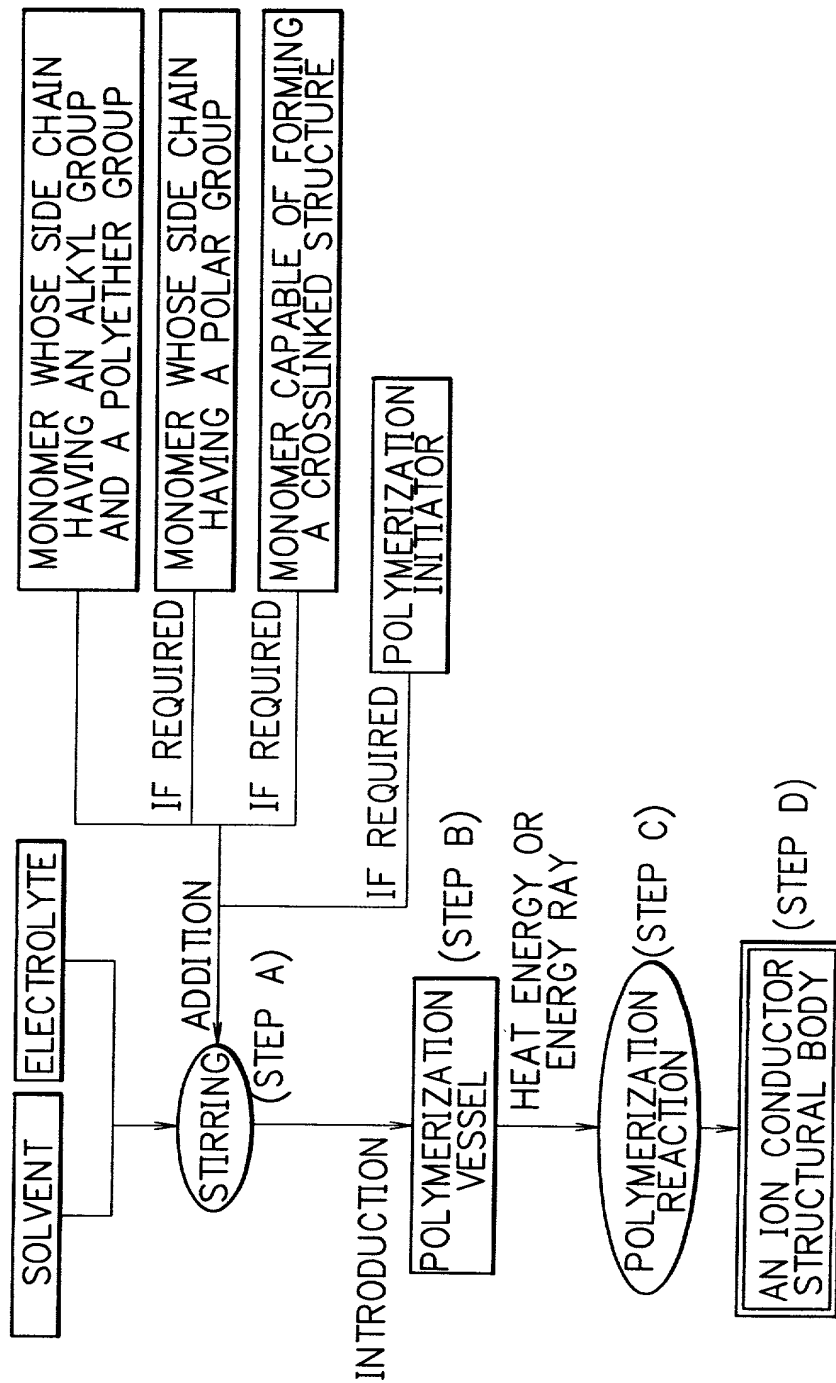 SOLVENT
ELECTROLYTE
STIRRING
(STEP A)
ADDITION
MONOMER WHOSE SIDE CHAIN
HAVING AN ALKYL GROUP
AND A POLYETHER GROUP
IF REQUIRED
MONOMER WHOSE SIDE CHAIN
HAVING A POLAR GROUP
IF REQUIRED
MONOMER CAPABLE OF FORMING
A CROSSLINKED STRUCTURE
IF REQUIRED
POLYMERIZATION
INITIATOR
INTRODUCTION
POLYMERIZATION
VESSEL
(STEP B)
HEAT ENERGY OR
ENERGY RAY
POLYMERIZATION
REACTION
(STEP C)
AN ION CONDUCTOR
STRUCTURAL BODY
(STEP D)